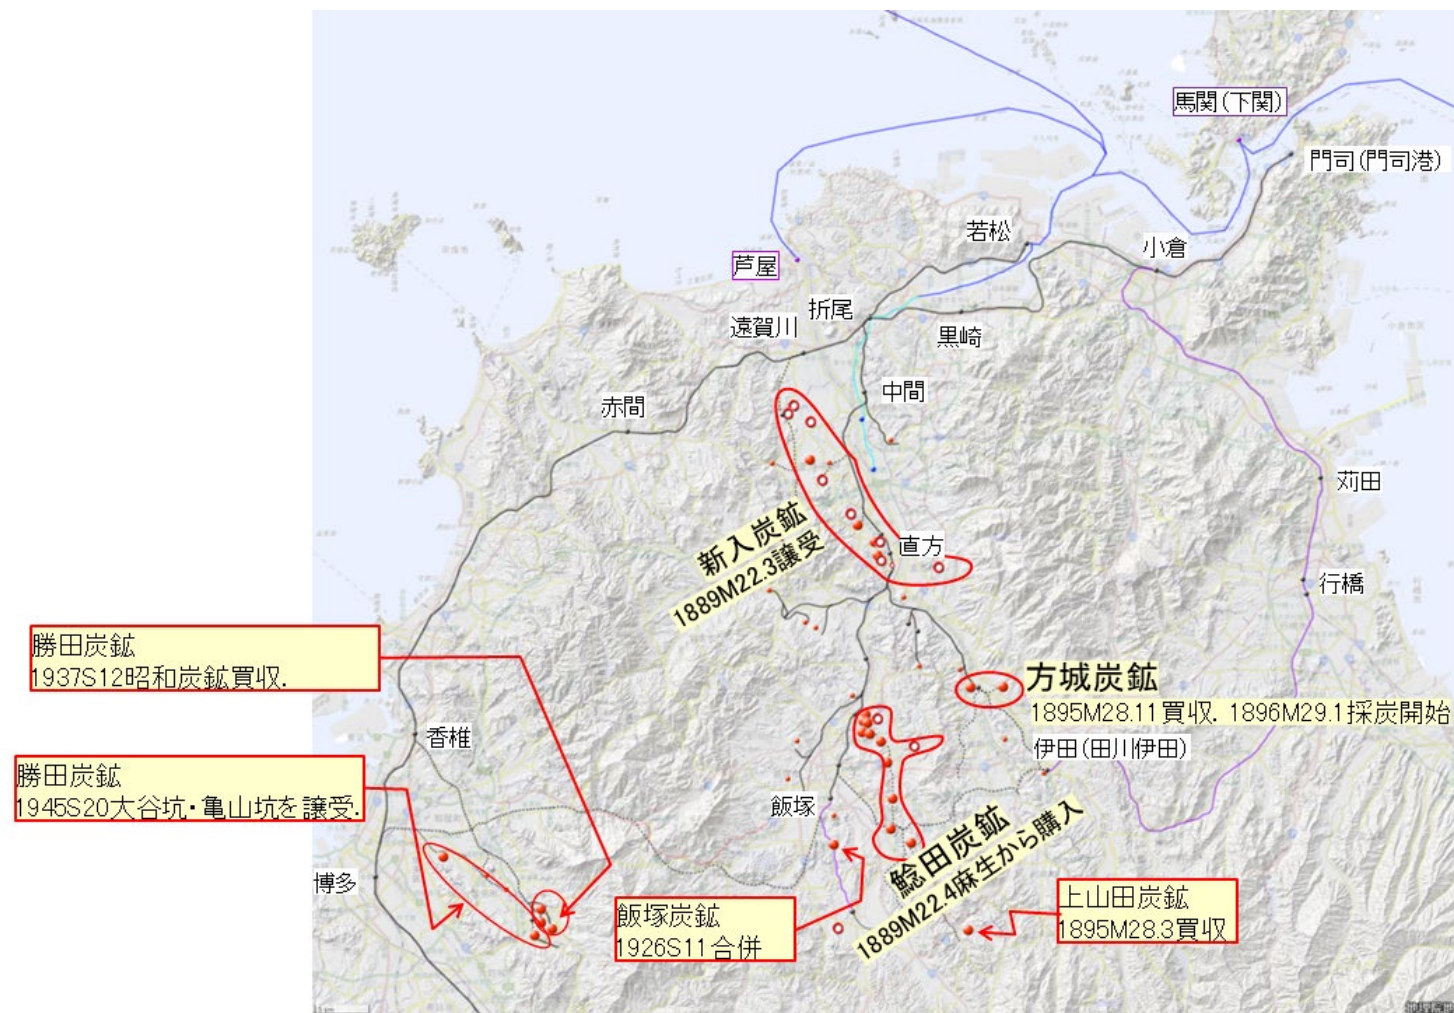 馬関(下関)
門司(門司港)
若松
小倉
芦屋
折尾
遠賀川
黒崎
中間
赤間
苅田
新入炭鉱
1889M22.3譲受
直方
行橋
勝田炭鉱
1937S12昭和炭鉱買収.
方城炭鉱
1895M28.11買収. 1896M29.1採炭開始
香椎
伊田(田川伊田)
勝田炭鉱
1945S20大谷坑・亀山坑を譲受.
飯塚
鯰田炭鉱
1889M22.4麻生から購入
博多
飯塚炭鉱
1926S11合併
上山田炭鉱
1895M28.3買収